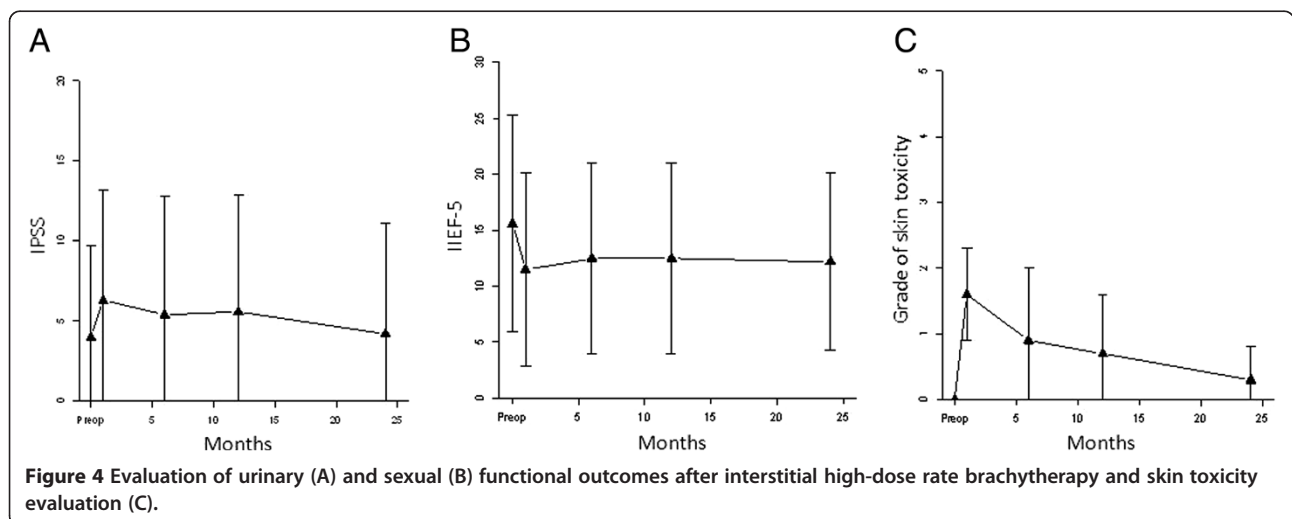 A
B
C
20
15
10
5
0
IPSS
Preop 5 10 15 20 25
Months
30
25
20
15
10
5
0
IIEF-5
Preop 5 10 15 20 25
Months
5
4
3
2
1
0
Grade of skin toxicity
Preop 5 10 15 20 25
Months
Figure 4 Evaluation of urinary (A) and sexual (B) functional outcomes after interstitial high-dose rate brachytherapy and skin toxicity
evaluation (C).